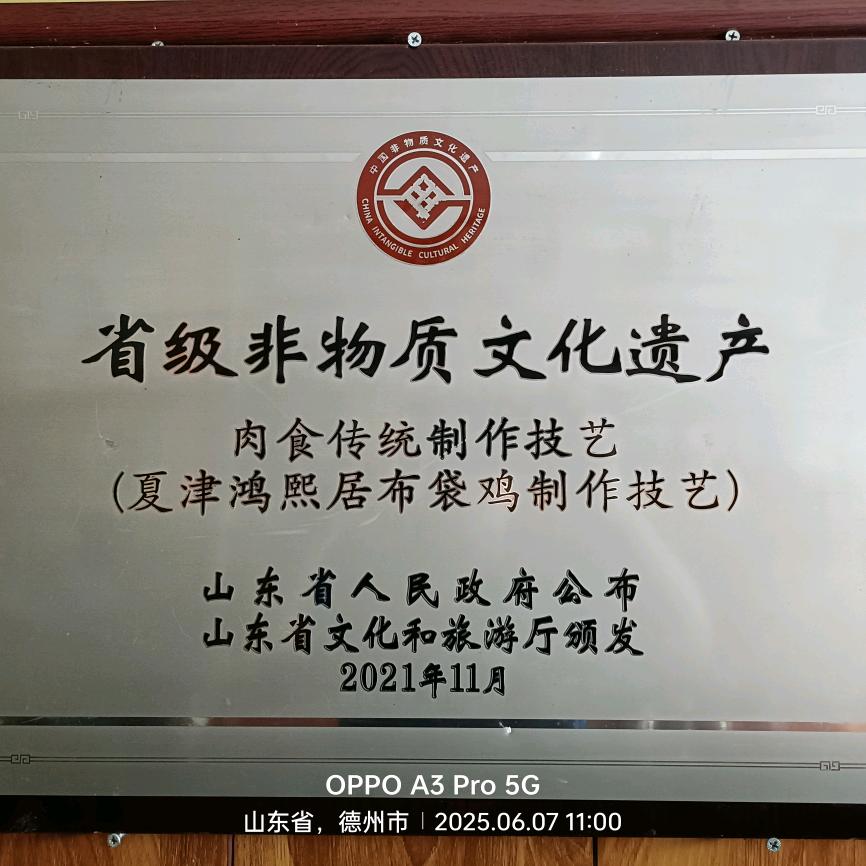 中国非物质文化遗产
CHINA INTANGIBLE CULTURAL HERITAGE
省级非物质文化遗产
肉食传统制作技艺
(夏津鸿熙居布袋鸡制作技艺)
山东省人民政府公布
山东省文化和旅游厅颁发
2021年11月
OPPO A3 Pro 5G
山东省，德州市 | 2025.06.07 11:00